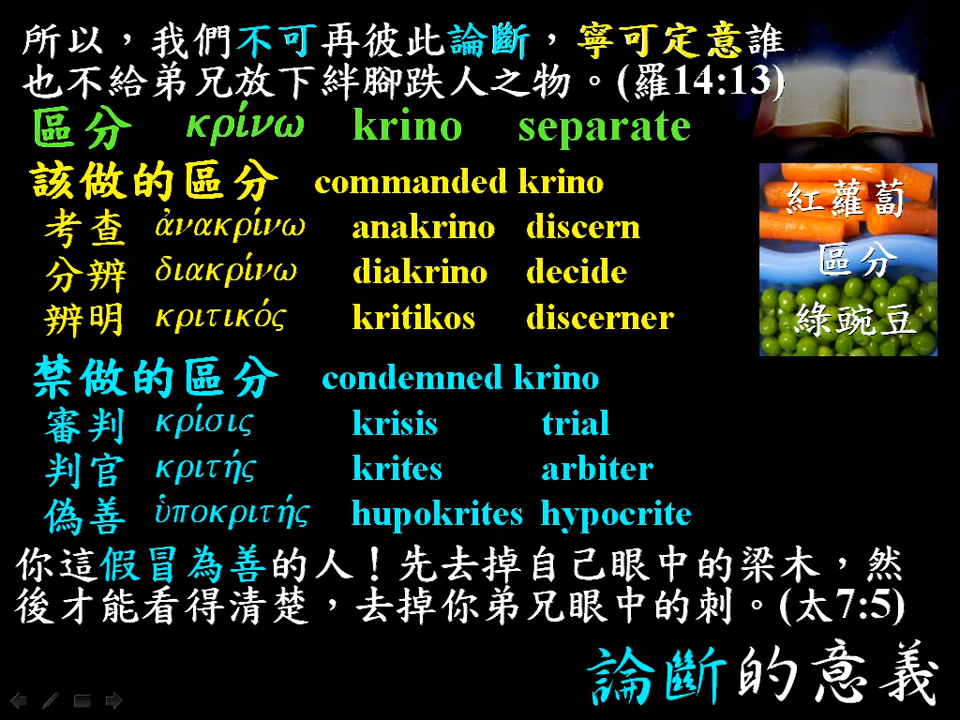 所以，我們不可再彼此論斷，寧可定意誰
也不給弟兄放下絆腳跌人之物。(羅14:13)
區分 κρίνω krino separate
該做的區分 commanded krino
考查 ἀνακρίνω anakrino discern
分辨 διακρίνω diakrino decide
辨明 κριτικός kritikos discerner
紅蘿蔔
區分
綠豌豆
禁做的區分 condemned krino
審判 κρίσις krisis trial
判官 κριτής krites arbiter
偽善 ὑποκριτής hupokrites hypocrite
你這假冒為善的人！先去掉自己眼中的梁木，然
後才能看得清楚，去掉你弟兄眼中的刺。(太7:5)
論斷的意義